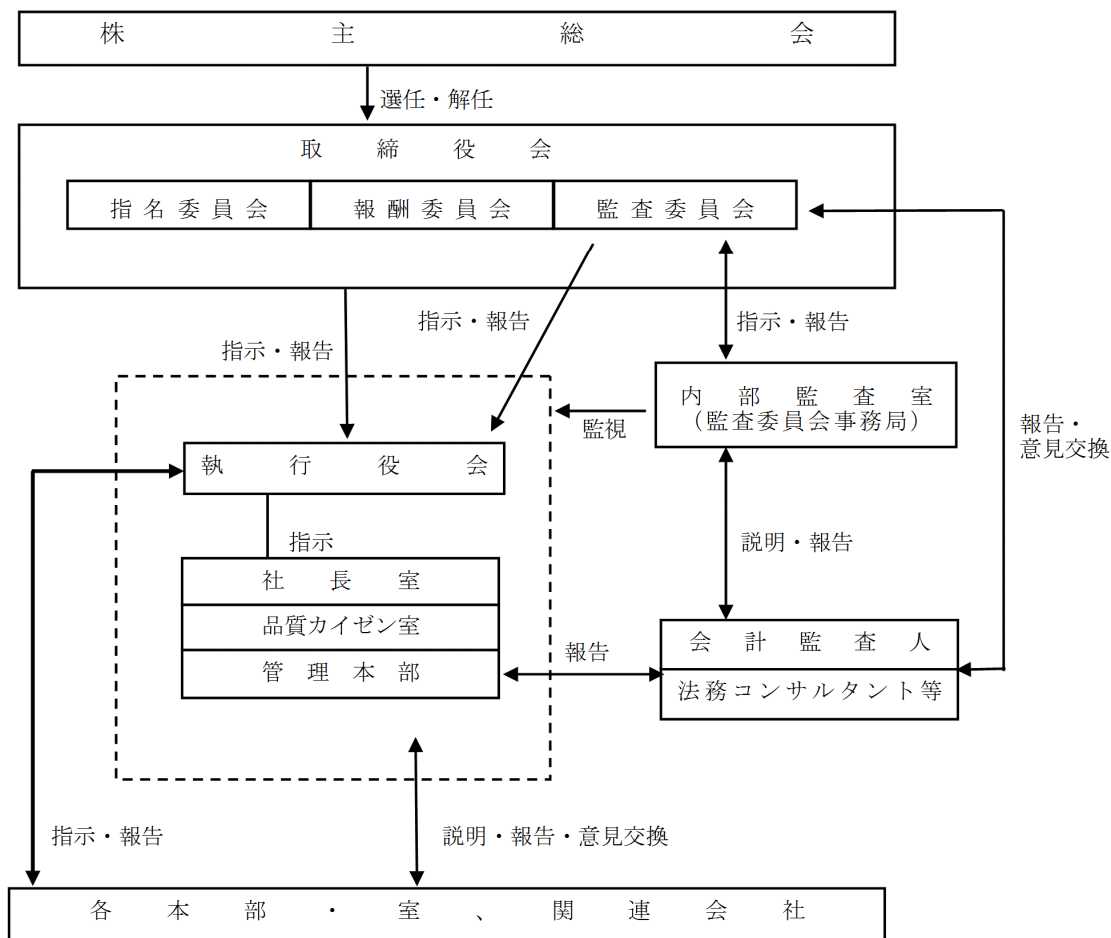 株主総会
選任・解任
取締役会
指名委員会
報酬委員会
監査委員会
指示・報告
指示・報告
指示・報告
内部監査室
（監査委員会事務局）
監視
報告・
意見交換
執行役会
指示
説明・報告
社長室
品質カイゼン室
管理本部
報告
会計監査人
法務コンサルタント等
指示・報告
説明・報告・意見交換
各本部・室、関連会社